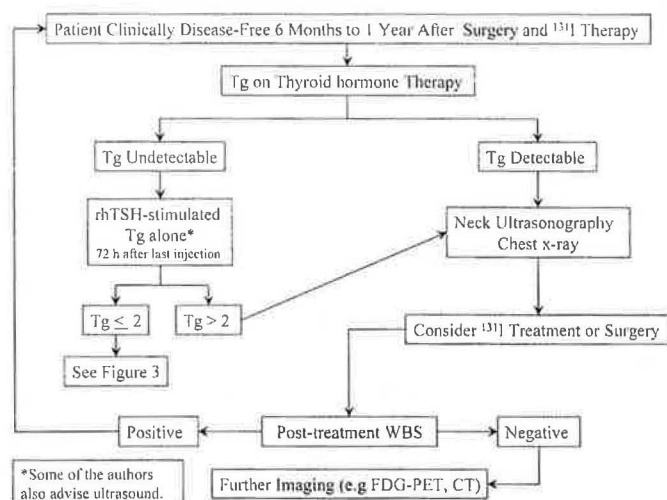 Patient Clinically Disease-Free 6 Months to 1 Year After Surgery and ¹³¹I Therapy
Tg on Thyroid hormone Therapy
Tg Undetectable
Tg Detectable
rhTSH-stimulated
Tg alone*
72 h after last injection
Neck Ultrasonography
Chest x-ray
Tg ≤ 2
Tg > 2
Consider ¹³¹I Treatment or Surgery
See Figure 3
Positive
Post-treatment WBS
Negative
*Some of the authors
also advise ultrasound.
Further Imaging (e.g FDG-PET, CT)